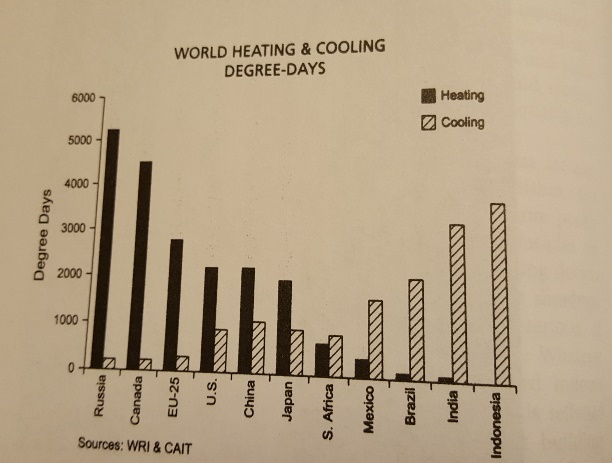 WORLD HEATING & COOLING
DEGREE-DAYS
Heating
Cooling
Degree Days
6000
5000
4000
3000
2000
1000
0
Russia
Canada
EU-25
U.S.
China
Japan
S. Africa
Mexico
Brazil
India
Indonesia
Sources: WRI & CAIT